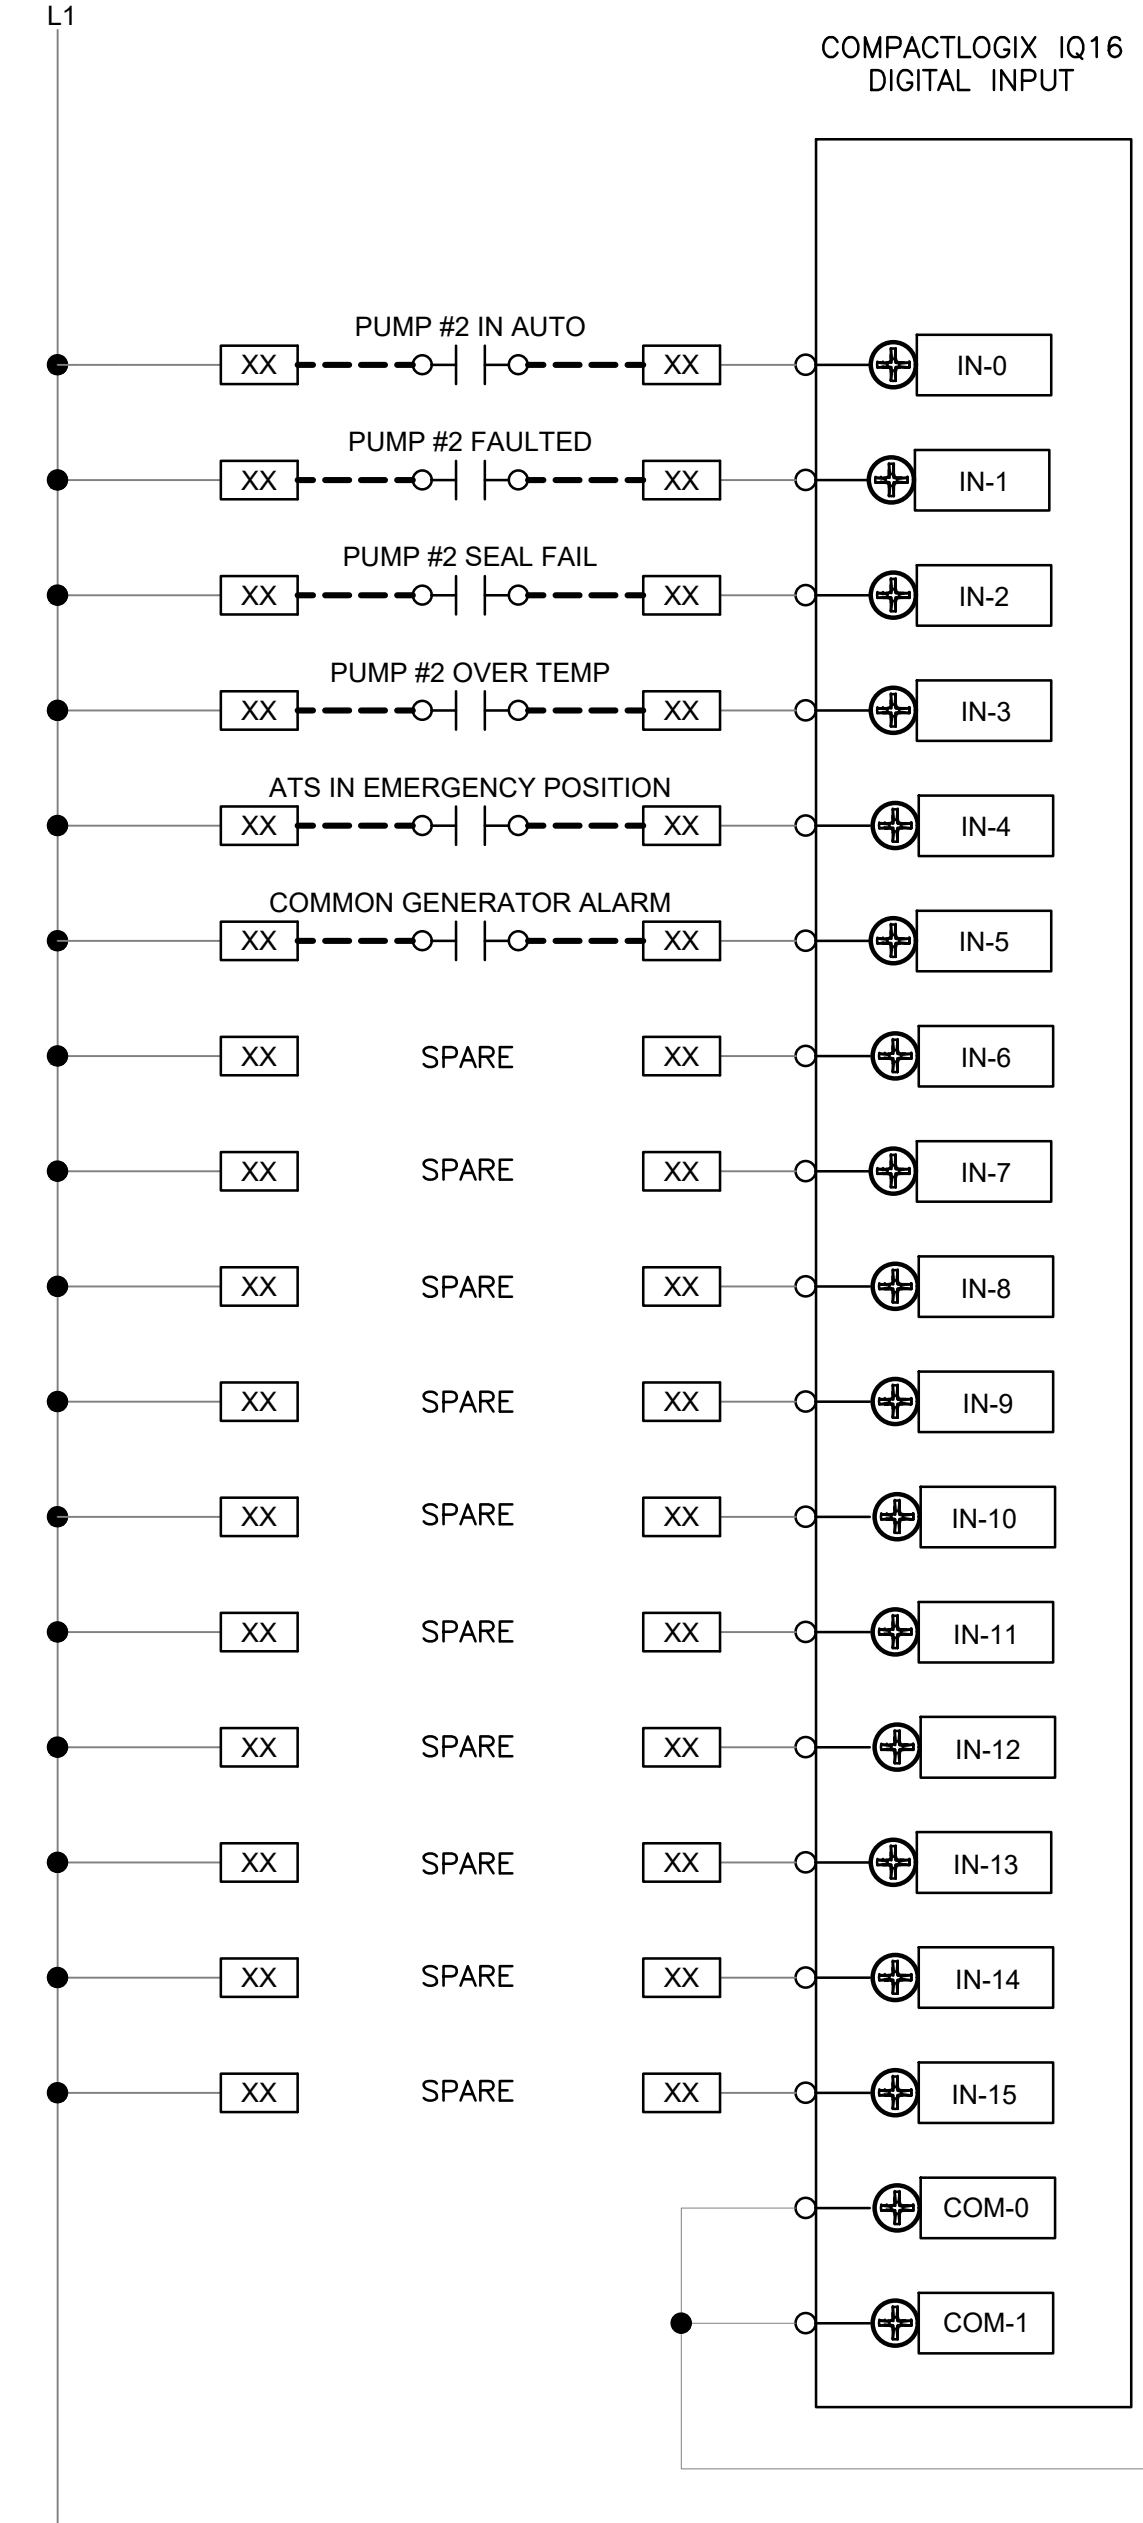 L1
COMPACTLOGIX IQ16
DIGITAL INPUT
PUMP #2 IN AUTO
XX XX IN-0
PUMP #2 FAULTED
XX XX IN-1
PUMP #2 SEAL FAIL
XX XX IN-2
PUMP #2 OVER TEMP
XX XX IN-3
ATS IN EMERGENCY POSITION
XX XX IN-4
COMMON GENERATOR ALARM
XX XX IN-5
XX SPARE XX IN-6
XX SPARE XX IN-7
XX SPARE XX IN-8
XX SPARE XX IN-9
XX SPARE XX IN-10
XX SPARE XX IN-11
XX SPARE XX IN-12
XX SPARE XX IN-13
XX SPARE XX IN-14
XX SPARE XX IN-15
COM-0
COM-1